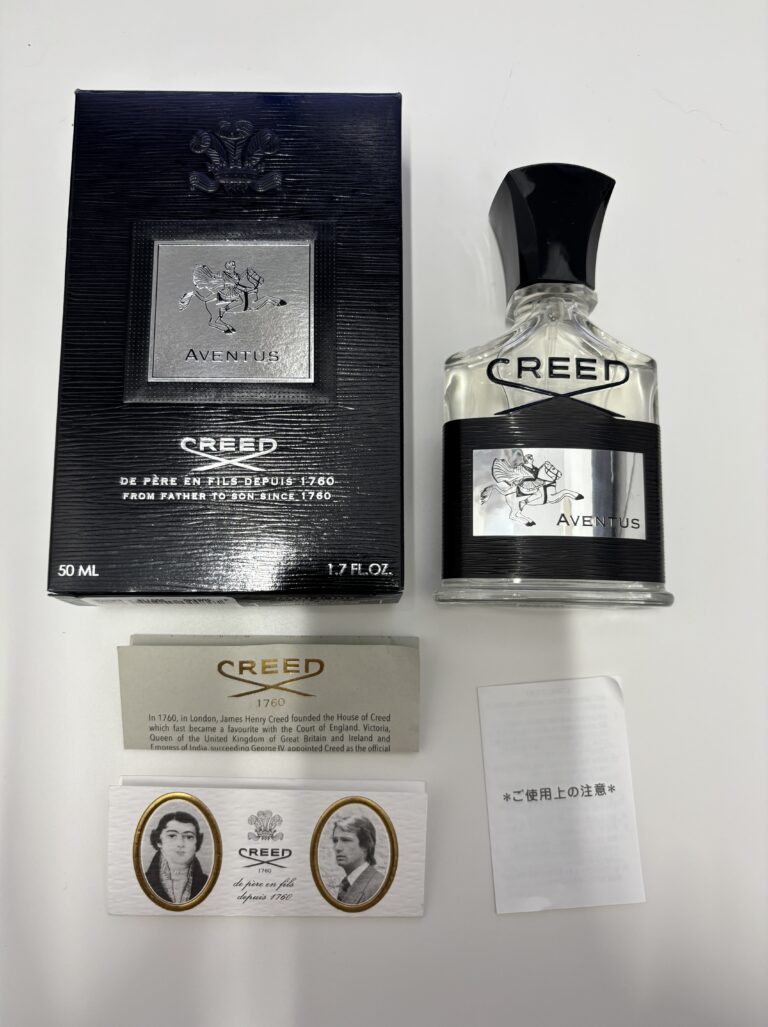 AVENTUS
CREED
DE PÈRE EN FILS DEPUIS 1760
FROM FATHER TO SON SINCE 1760
50 ML
1.7 FL.OZ.
CREED
AVENTUS
CREED
1760
In 1760, in London, James Henry Creed founded the House of Creed
which fast became a favourite with the Court of England. Victoria,
Queen of the United Kingdom of Great Britain and Ireland and
Empress of India, succeeding George IV, appointed Creed as the official
CREED
1760
de père en fils
depuis 1760
*ご使用上の注意*